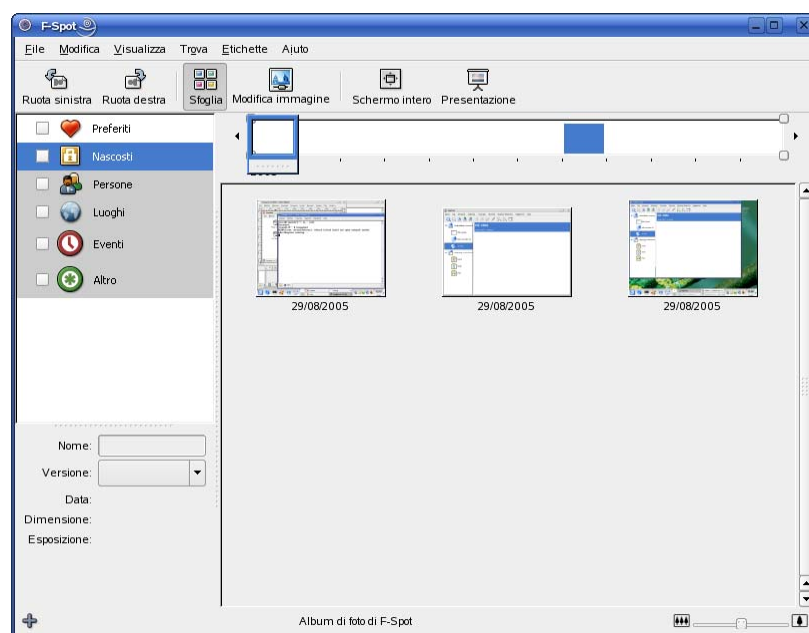 F-Spot
File Modifica Visualizza Trova Etichette Aiuto
Ruota sinistra Ruota destra Sfoglia Modifica immagine Schermo intero Presentazione
Preferiti
Nascosti
Persone
Luoghi
Eventi
Altro
29/08/2005 29/08/2005 29/08/2005
Nome:
Versione:
Data:
Dimensione:
Esposizione:
Album di foto di F-Spot